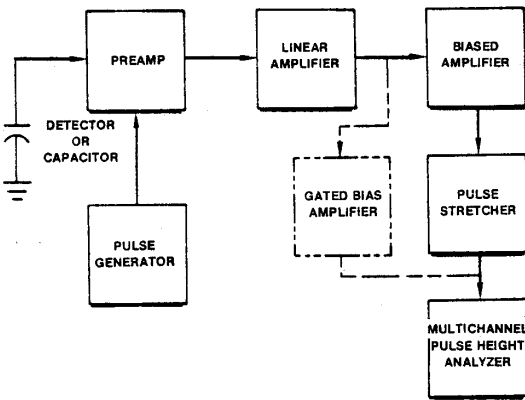 PREAMP
LINEAR
AMPLIFIER
BIASED
AMPLIFIER
DETECTOR
OR
CAPACITOR
GATED BIAS
AMPLIFIER
PULSE
STRETCHER
PULSE
GENERATOR
MULTICHANNEL
PULSE HEIGHT
ANALYZER